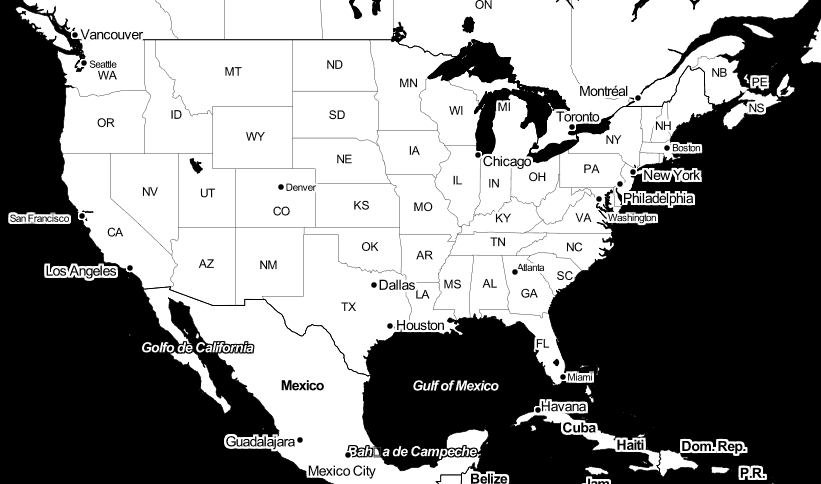 ON
Vancouver
Seattle
WA
MT
ND
MN
NB
PE
NS
Montréal
OR
ID
WY
SD
WI
MI
Toronto
NH
NY
Boston
NE
IA
Chicago
PA
New York
NV
UT
Denver
CO
KS
MO
IL
IN
OH
Philadelphia
KY
VA
Washington
San Francisco
CA
AZ
NM
OK
AR
TN
NC
Los Angeles
Dallas
MS
AL
Atlanta
GA
SC
LA
TX
Houston
FL
Golfo de California
Mexico
Gulf of Mexico
Miami
Havana
Cuba
Guadalajara
Haiti
Dom. Rep.
P.R.
Mexico City
Belize